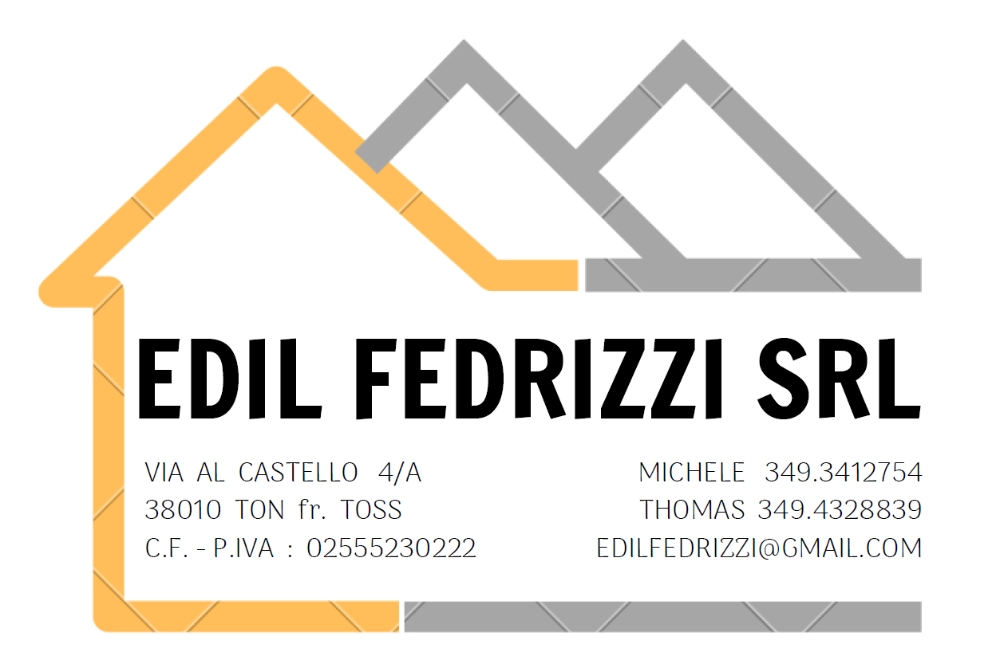 EDIL FEDRIZZI SRL
VIA AL CASTELLO 4/A
38010 TON fr. TOSS
C.F. - P.IVA : 02555230222
MICHELE 349.3412754
THOMAS 349.4328839
EDILFEDRIZZI@GMAIL.COM